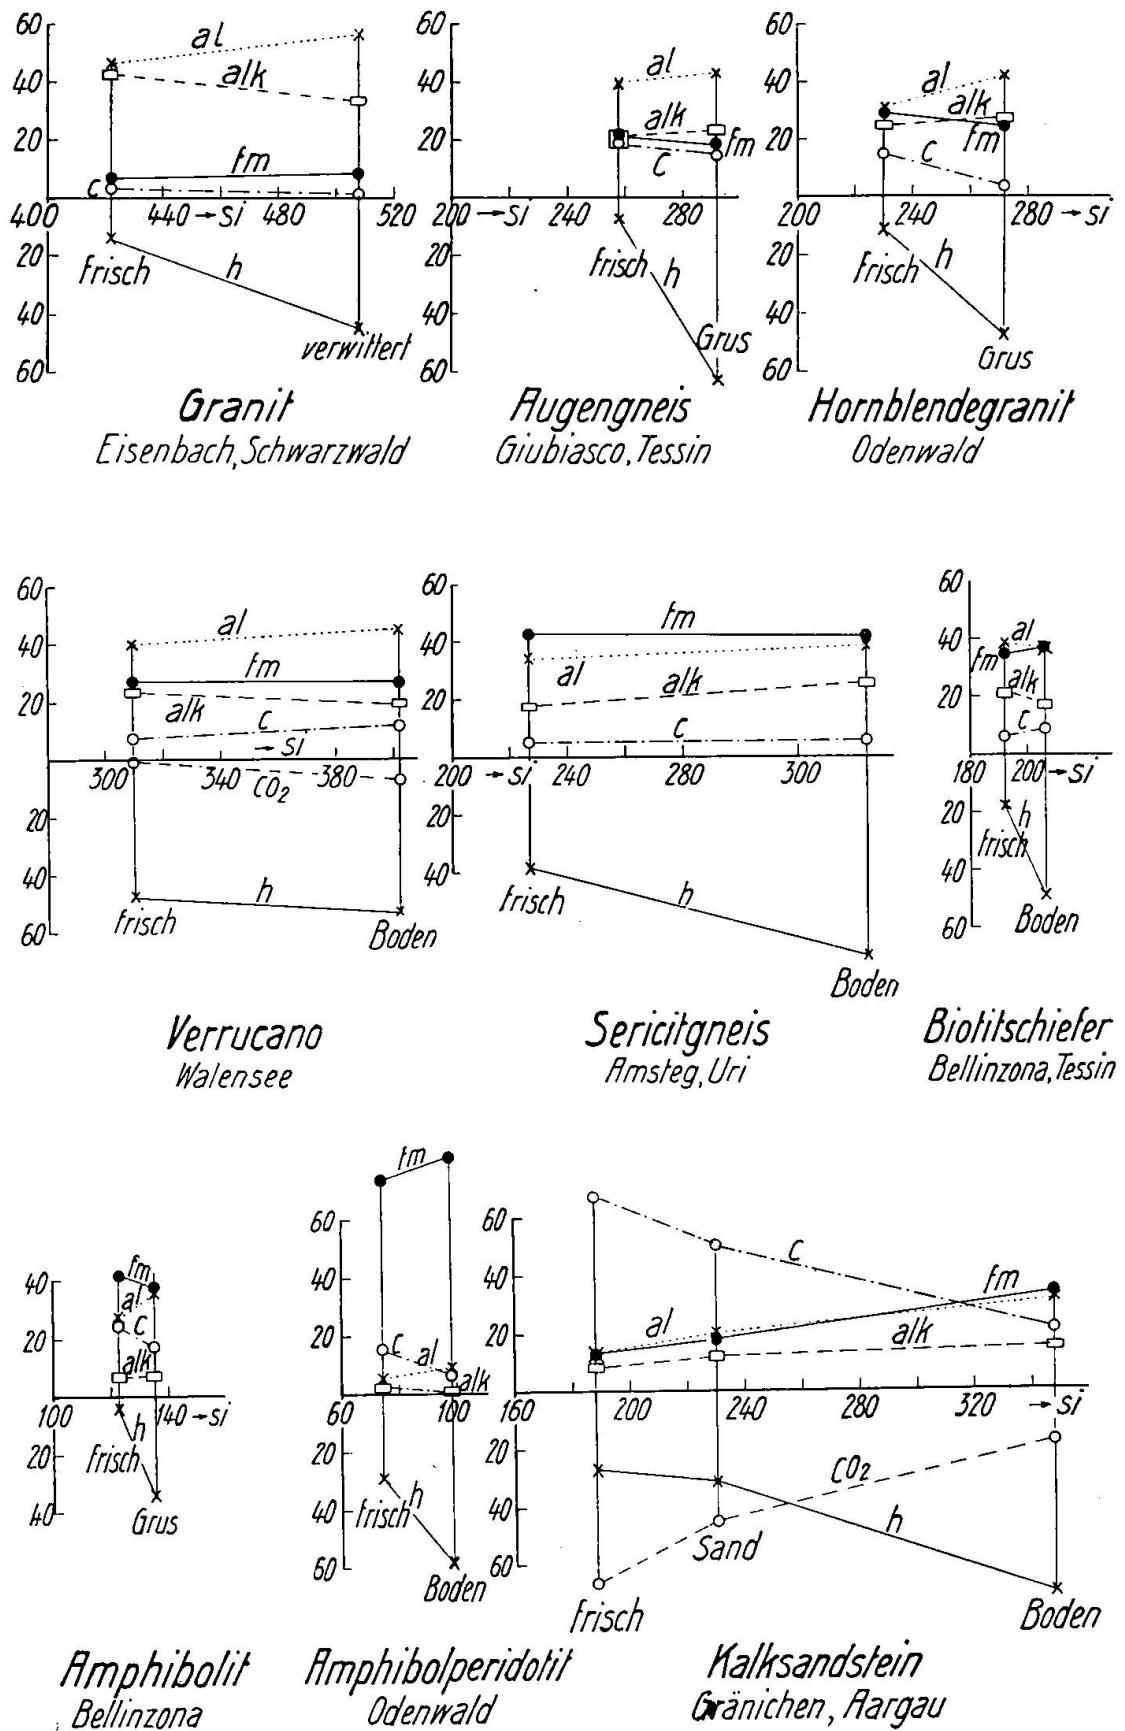 60
40
20
al
alk
fm
c
400 440 →si 480 520
20
40
60
frisch
h
verwittert
Granit
Eisenbach, Schwarzwald
60
40
20
al
alk
fm
c
200 →si 240 280
20
40
60
frisch
h
Grus
Augengneis
Giubiasco, Tessin
60
40
20
al
alk
fm
c
200 240 280 →si
20
40
60
frisch
h
Grus
Hornblendegranit
Odenwald
60
40
20
al
fm
alk
c
→ si
300 340 380
CO2
20
40
60
h
frisch
Boden
Verrucano
Walensee
60
40
20
fm
al
alk
c
200 →si 240 280 300
20
40
frisch
h
Boden
Sericitgneis
Amsteg, Uri
60
40
20
al
fm
alk
c
180 200 →si
20
40
60
h
frisch
Boden
Biotitschiefer
Bellinzona, Tessin
40
20
fm
al
c
alk
100 140 →si
20
40
h
frisch
Grus
Amphibolit
Bellinzona
fm
60
40
20
c
al
alk
60 100
20
40
60
h
frisch
Boden
Amphibolperidotit
Odenwald
60
40
20
c
fm
al
alk
160 200 240 280 320 →si
20
40
60
CO2
h
Sand
frisch
Boden
Kalksandstein
Gränichen, Aargau